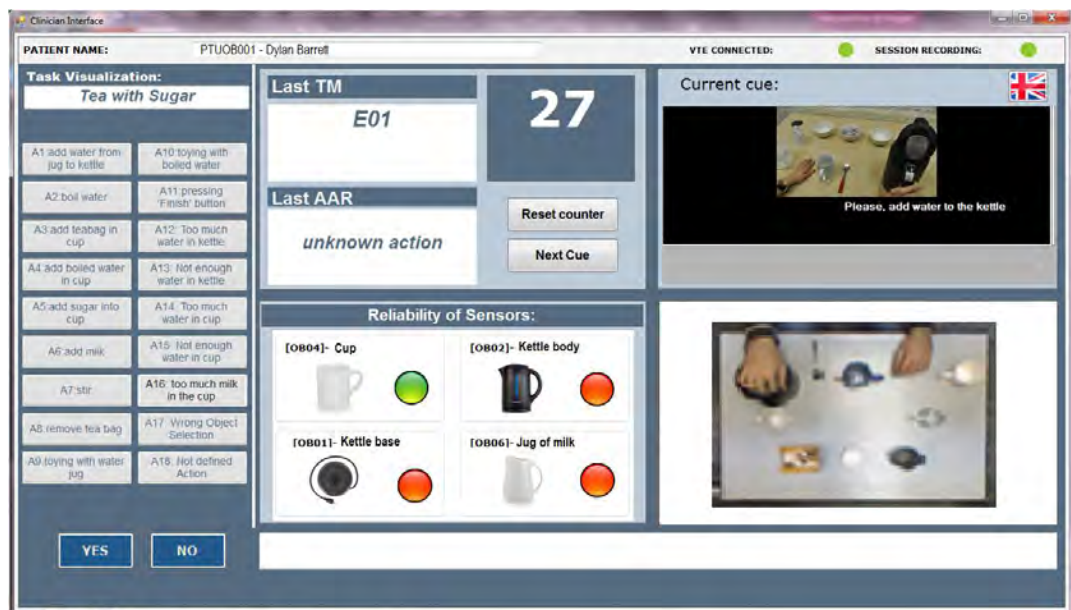 Clinician Interface
PATIENT NAME:
PTUOB001 - Dylan Barrett
VTE CONNECTED:
SESSION RECORDING:
Task Visualization:
Tea with Sugar
A1:add water from
jug to kettle
A10:toying with
boiled water
A2:boil water
A11:pressing
'Finish' button
A3:add teabag in
cup
A12: Too much
water in kettle
A4:add boiled water
in cup
A13: Not enough
water in kettle
A5:add sugar into
cup
A14: Too much
water in cup
A6:add milk
A15: Not enough
water in cup
A7:stir
A16: too much milk
in the cup
A8:remove tea bag
A17: Wrong Object
Selection
A9:toying with water
jug
A18: Not defined
Action
YES
NO
Last TM
E01
27
Last AAR
unknown action
Reset counter
Next Cue
Current cue:
Please, add water to the kettle
Reliability of Sensors:
[OB04]- Cup
[OB02]- Kettle body
[OB01]- Kettle base
[OB06]- Jug of milk